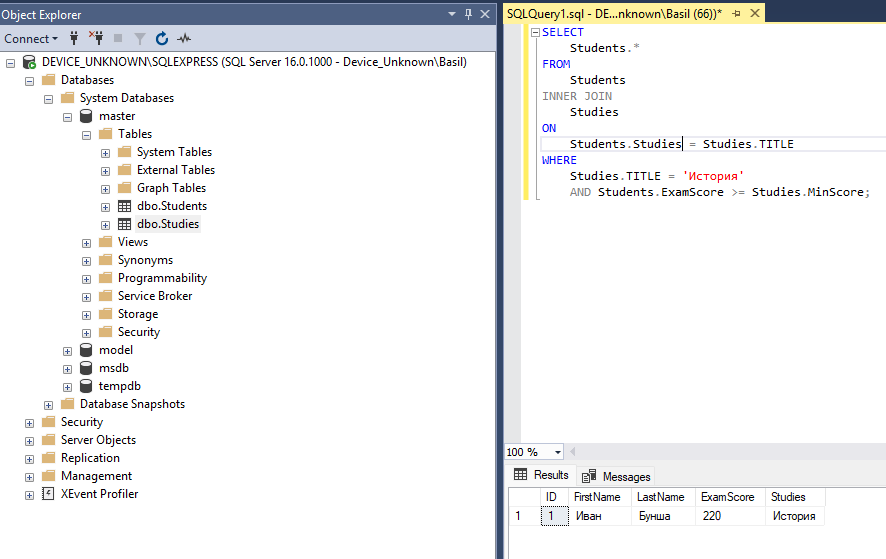 Object Explorer
Connect
DEVICE_UNKNOWN\SQLEXPRESS (SQL Server 16.0.1000 - Device_Unknown\Basil)
Databases
System Databases
master
Tables
System Tables
External Tables
Graph Tables
dbo.Students
dbo.Studies
Views
Synonyms
Programmability
Service Broker
Storage
Security
model
msdb
tempdb
Database Snapshots
Security
Server Objects
Replication
Management
XEvent Profiler
SQLQuery1.sql - DE...nknown\Basil (66))*
SELECT
Students.*
FROM
Students
INNER JOIN
Studies
ON
Students.Studies = Studies.TITLE
WHERE
Studies.TITLE = 'История'
AND Students.ExamScore >= Studies.MinScore;
100 %
Results Messages
ID FirstName LastName ExamScore Studies
1 1 Иван Бунша 220 История